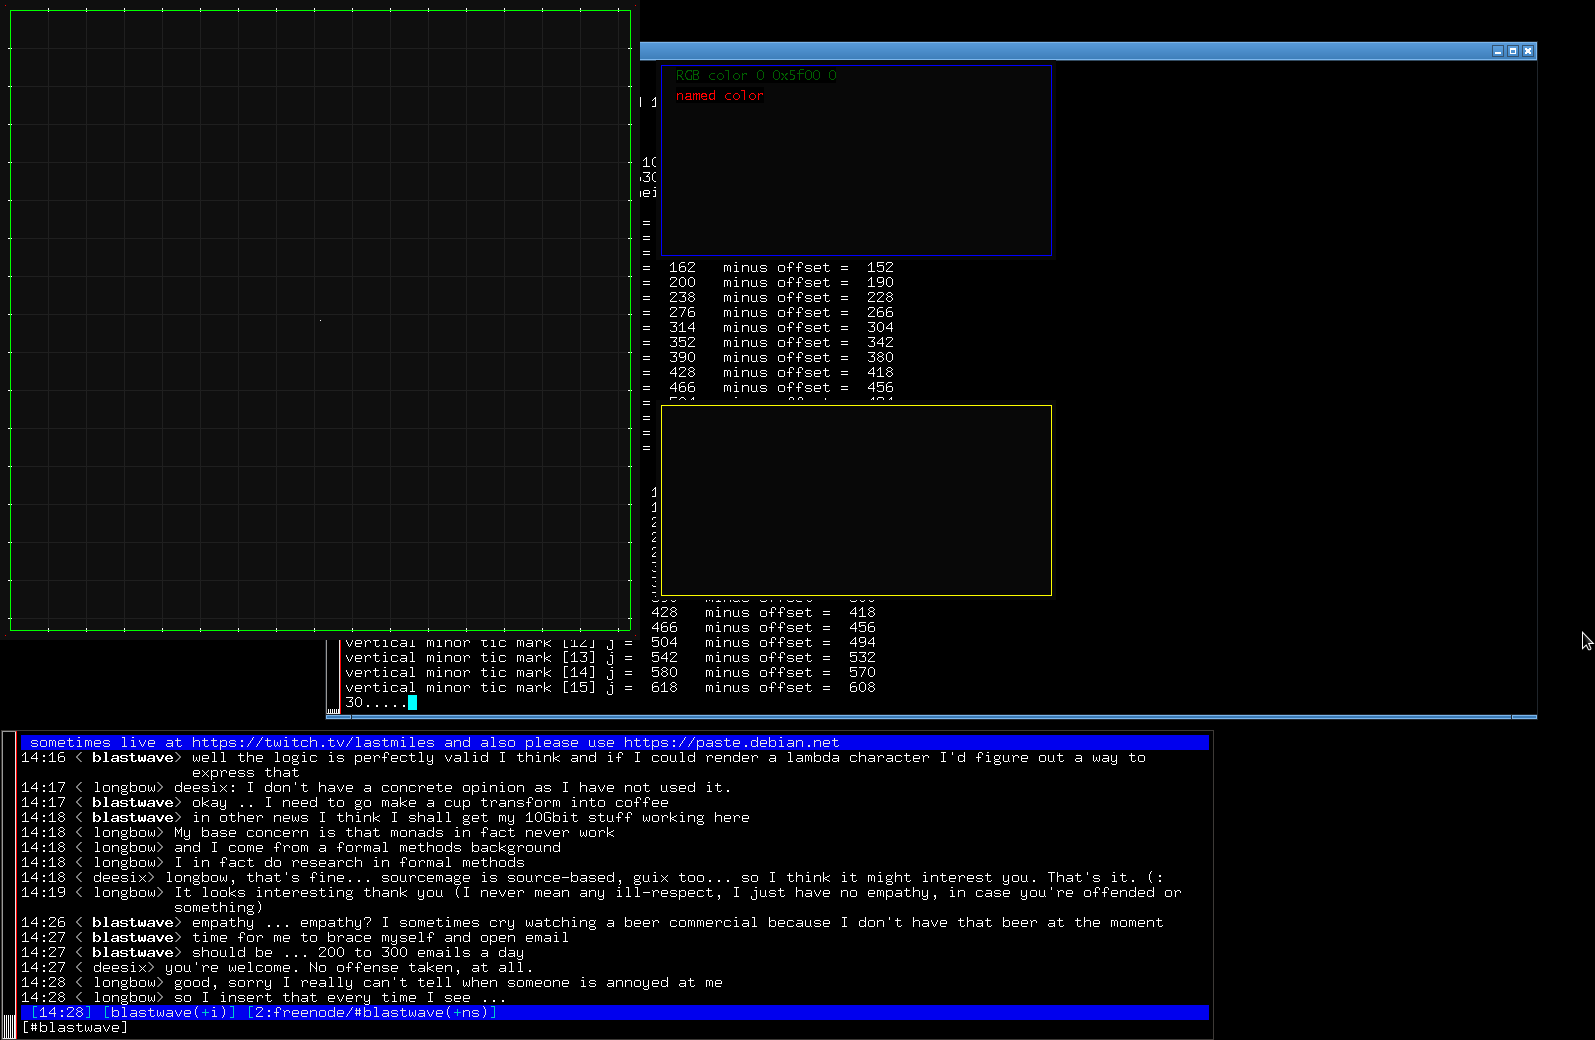 RGB color 0 0x5f00 0
named color
= 162 minus offset = 152
= 200 minus offset = 190
= 238 minus offset = 228
= 276 minus offset = 266
= 314 minus offset = 304
= 352 minus offset = 342
= 390 minus offset = 380
= 428 minus offset = 418
= 466 minus offset = 456
428 minus offset = 418
466 minus offset = 456
vertical minor tic mark [12] j = 504 minus offset = 494
vertical minor tic mark [13] j = 542 minus offset = 532
vertical minor tic mark [14] j = 580 minus offset = 570
vertical minor tic mark [15] j = 618 minus offset = 608
30.....
sometimes live at https://twitch.tv/lastmiles and also please use https://paste.debian.net
14:16 < blastwave> well the logic is perfectly valid I think and if I could render a lambda character I'd figure out a way to
express that
14:17 < longbow> deesix: I don't have a concrete opinion as I have not used it.
14:17 < blastwave> okay .. I need to go make a cup transform into coffee
14:18 < blastwave> in other news I think I shall get my 10Gbit stuff working here
14:18 < longbow> My base concern is that monads in fact never work
14:18 < longbow> and I come from a formal methods background
14:18 < longbow> I in fact do research in formal methods
14:18 < deesix> longbow, that's fine... sourcemage is source-based, guix too... so I think it might interest you. That's it. (:
14:19 < longbow> It looks interesting thank you (I never mean any ill-respect, I just have no empathy, in case you're offended or
something)
14:26 < blastwave> empathy ... empathy? I sometimes cry watching a beer commercial because I don't have that beer at the moment
14:27 < blastwave> time for me to brace myself and open email
14:27 < blastwave> should be ... 200 to 300 emails a day
14:27 < deesix> you're welcome. No offense taken, at all.
14:28 < longbow> good, sorry I really can't tell when someone is annoyed at me
14:28 < longbow> so I insert that every time I see ...
[14:28] [blastwave(+i)] [2:freenode/#blastwave(+ns)]
[#blastwave]